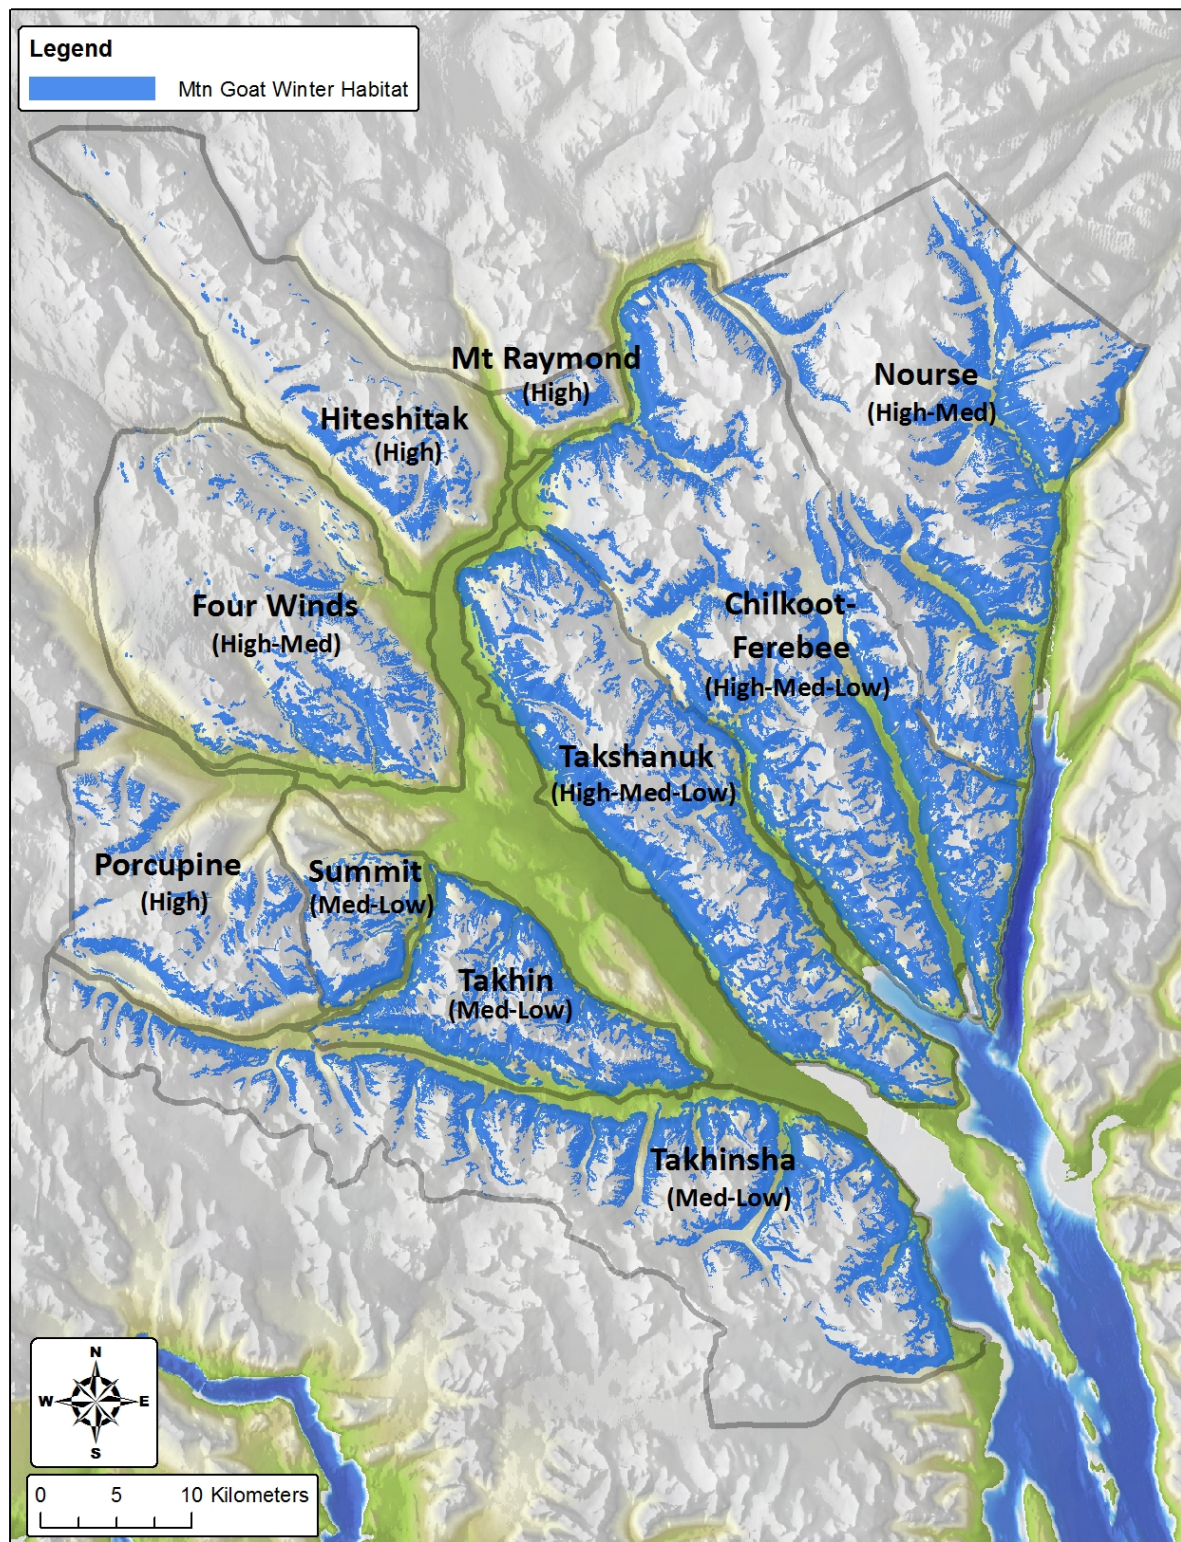 Legend
Mtn Goat Winter Habitat
Mt Raymond
(High)
Nourse
(High-Med)
Hiteshitak
(High)
Four Winds
(High-Med)
Chilkoot-
Ferebee
(High-Med-Low)
Takshanuk
(High-Med-Low)
Porcupine
(High)
Summit
(Med-Low)
Takhin
(Med-Low)
Takhinsha
(Med-Low)
N
W E
S
0 5 10 Kilometers